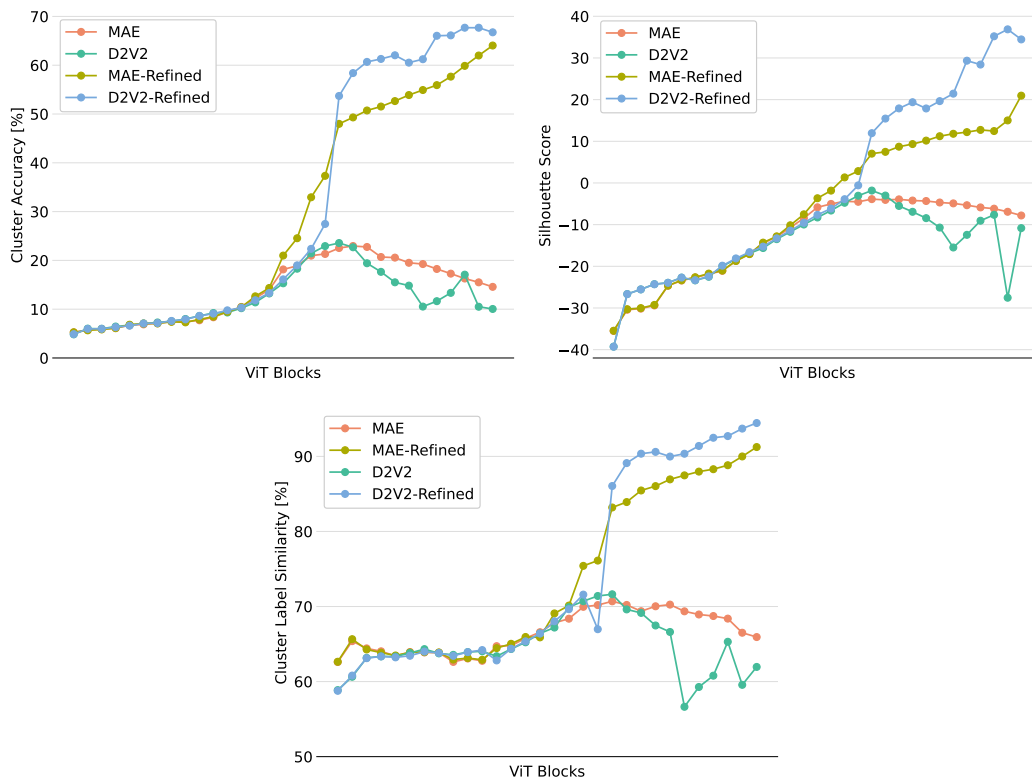 70
60
50
40
30
20
10
0
Cluster Accuracy [%]
MAE
D2V2
MAE-Refined
D2V2-Refined
ViT Blocks
40
30
20
10
0
−10
−20
−30
−40
Silhouette Score
MAE
D2V2
MAE-Refined
D2V2-Refined
ViT Blocks
90
80
70
60
50
Cluster Label Similarity [%]
MAE
MAE-Refined
D2V2
D2V2-Refined
ViT Blocks